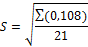 S = √(∑(0,108) / 21)